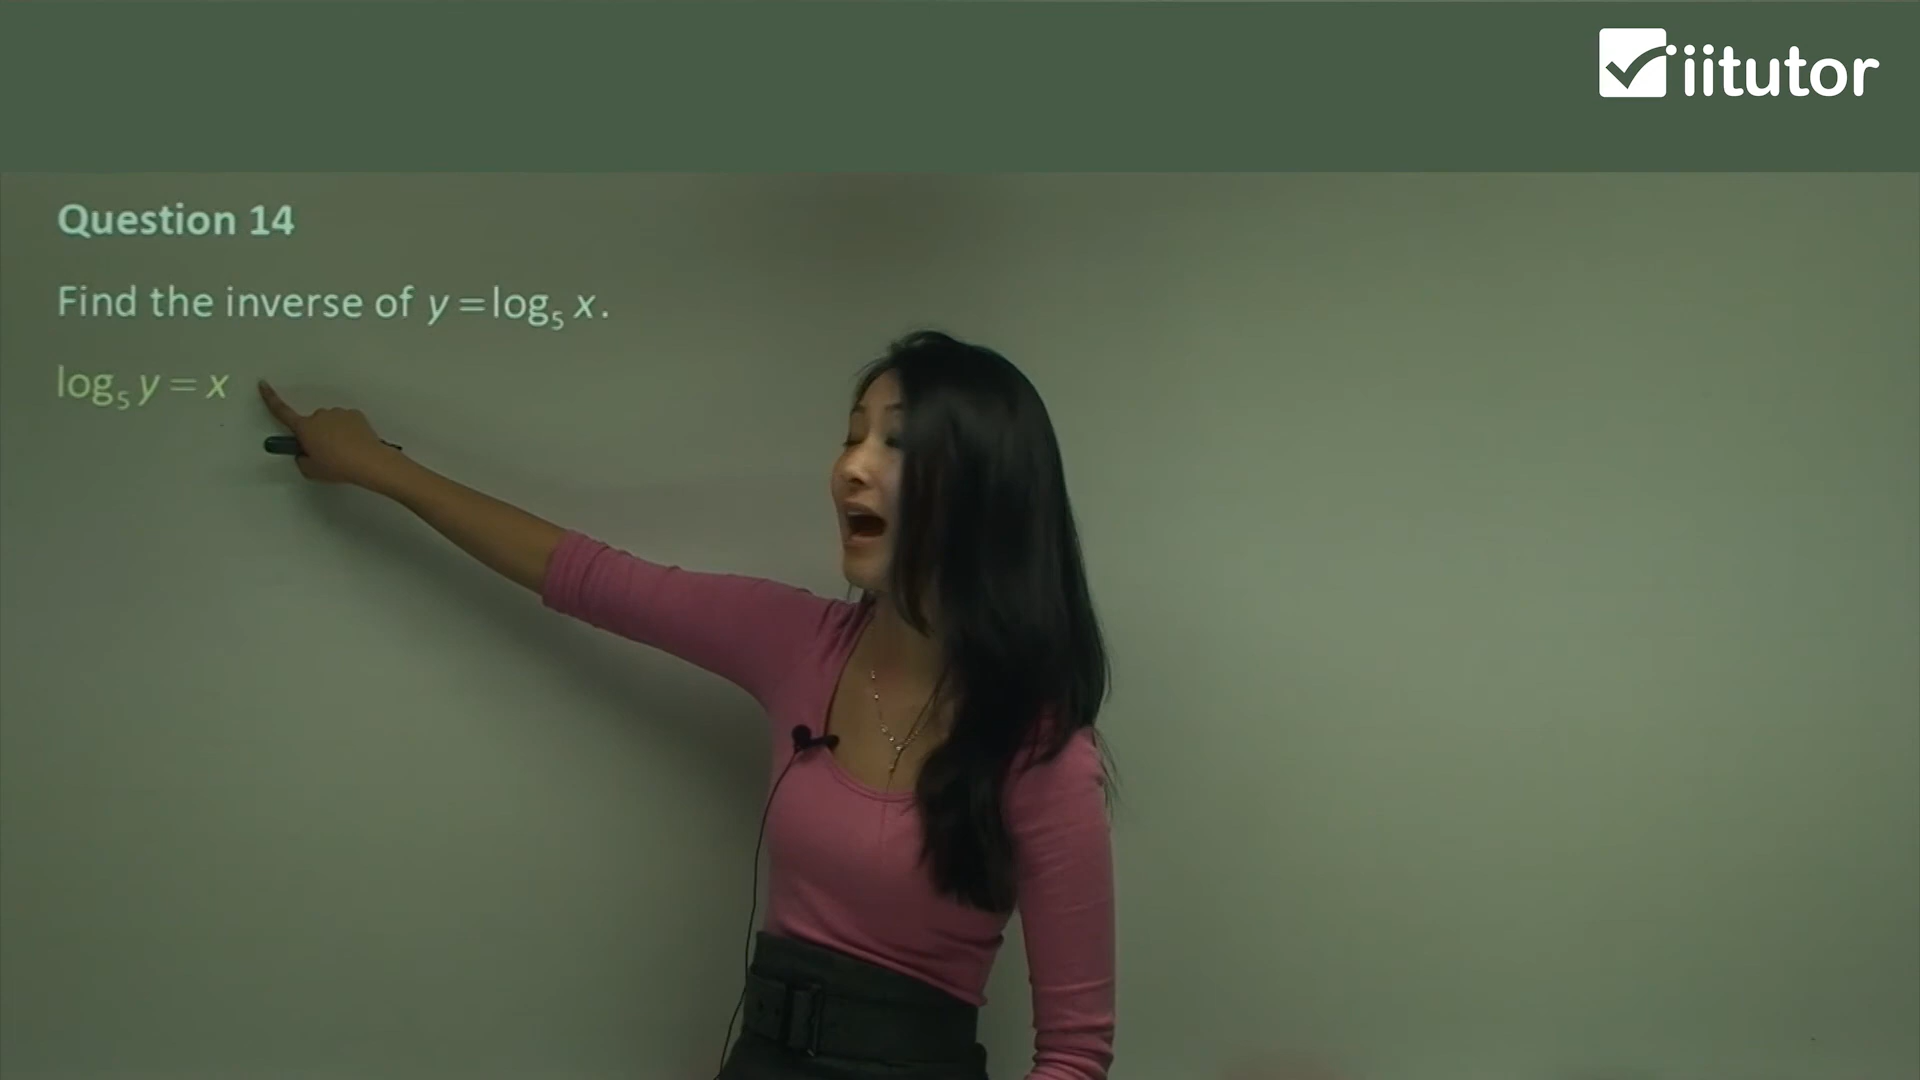 iitutor
Question 14
Find the inverse of y = log₅ x.
log₅ y = x